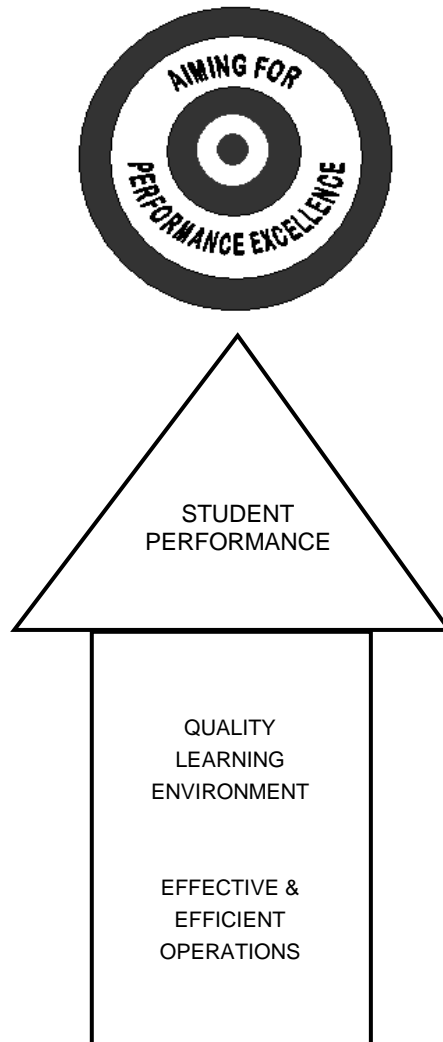 AIMING FOR
PERFORMANCE EXCELLENCE
STUDENT
PERFORMANCE
QUALITY
LEARNING
ENVIRONMENT
EFFECTIVE &
EFFICIENT
OPERATIONS